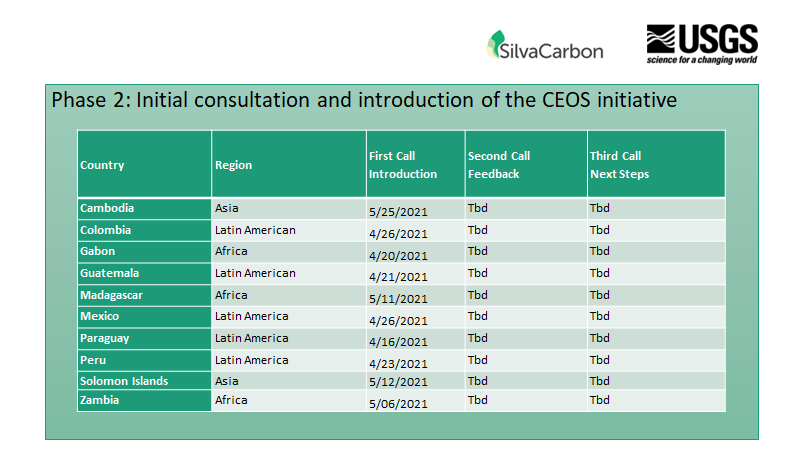 SilvaCarbon
USGS
science for a changing world
Phase 2: Initial consultation and introduction of the CEOS initiative
Country Region First Call Introduction Second Call Feedback Third Call Next Steps
Cambodia Asia 5/25/2021 Tbd Tbd
Colombia Latin American 4/26/2021 Tbd Tbd
Gabon Africa 4/20/2021 Tbd Tbd
Guatemala Latin American 4/21/2021 Tbd Tbd
Madagascar Africa 5/11/2021 Tbd Tbd
Mexico Latin America 4/26/2021 Tbd Tbd
Paraguay Latin America 4/16/2021 Tbd Tbd
Peru Latin America 4/23/2021 Tbd Tbd
Solomon Islands Asia 5/12/2021 Tbd Tbd
Zambia Africa 5/06/2021 Tbd Tbd